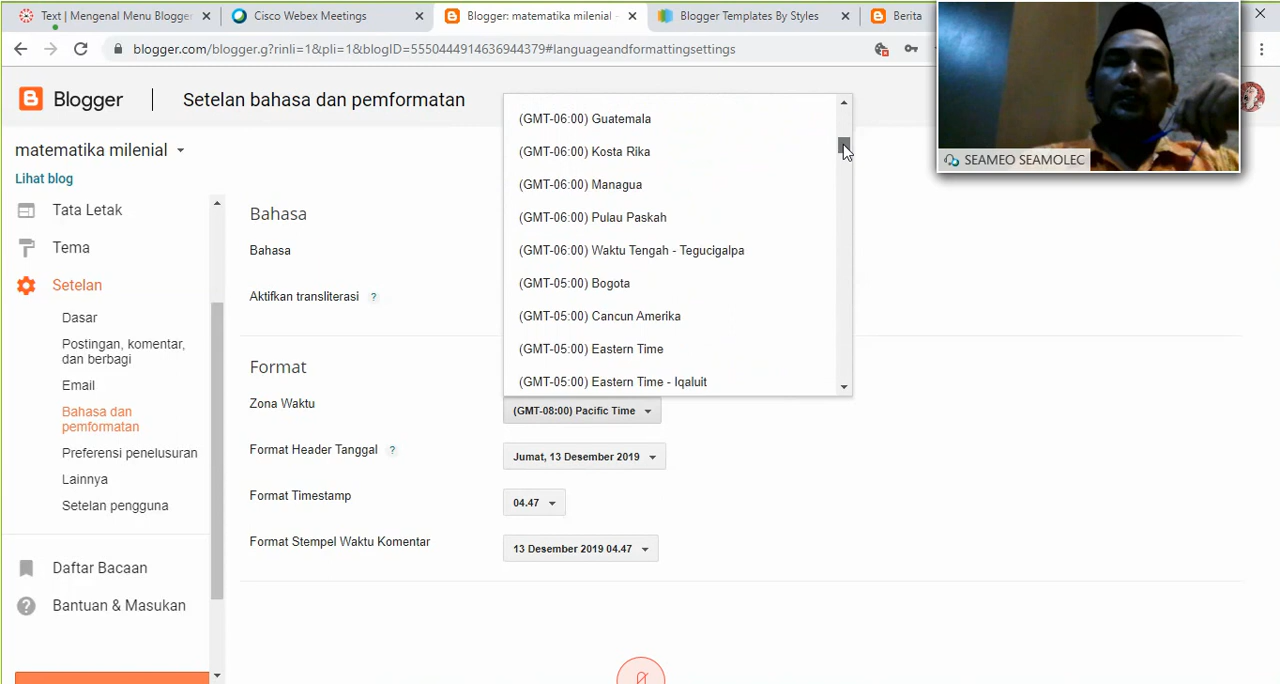 Text | Mengenal Menu Blogger
Cisco Webex Meetings
Blogger: matematika milenial -
Blogger Templates By Styles
Berita
blogger.com/blogger.g?rinli=1&pli=1&blogID=5550444914636944379#languageandformattingsettings
Blogger
Setelan bahasa dan pemformatan
SEAMEO SEAMOLEC
matematika milenial
Lihat blog
Tata Letak
Tema
Setelan
Dasar
Postingan, komentar,
dan berbagi
Email
Bahasa dan
pemformatan
Preferensi penelusuran
Lainnya
Setelan pengguna
Daftar Bacaan
Bantuan & Masukan
Bahasa
Bahasa
Aktifkan transliterasi ?
(GMT-06:00) Guatemala
(GMT-06:00) Kosta Rika
(GMT-06:00) Managua
(GMT-06:00) Pulau Paskah
(GMT-06:00) Waktu Tengah - Tegucigalpa
(GMT-05:00) Bogota
(GMT-05:00) Cancun Amerika
(GMT-05:00) Eastern Time
(GMT-05:00) Eastern Time - Iqaluit
Format
Zona Waktu
(GMT-08:00) Pacific Time
Format Header Tanggal ?
Jumat, 13 Desember 2019
Format Timestamp
04.47
Format Stempel Waktu Komentar
13 Desember 2019 04.47